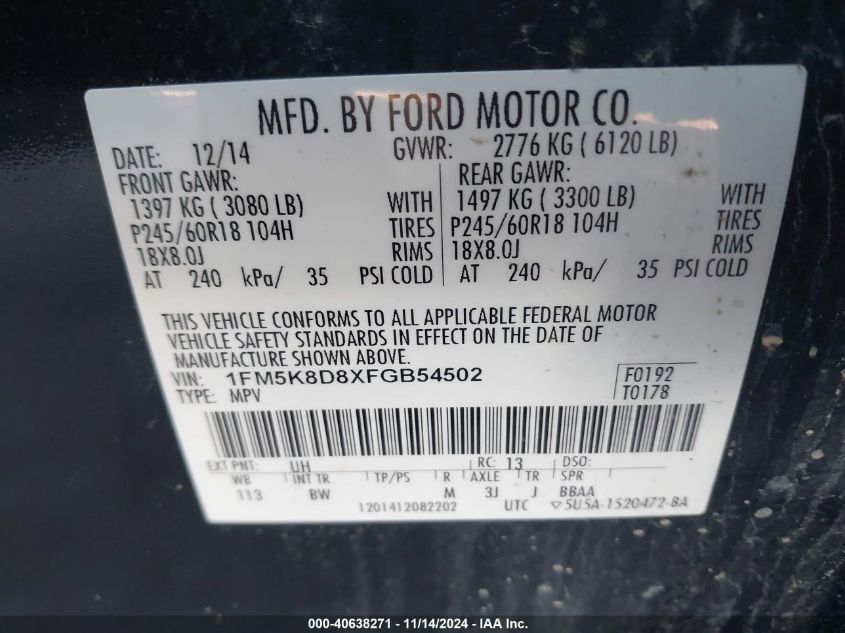 MFD. BY FORD MOTOR CO.
DATE: 12/14 GVWR: 2776 KG ( 6120 LB)
FRONT GAWR: REAR GAWR:
1397 KG ( 3080 LB) WITH 1497 KG ( 3300 LB) WITH
P245/60R18 104H TIRES P245/60R18 104H TIRES
18X8.0J RIMS 18X8.0J RIMS
AT 240 kPa/ 35 PSI COLD AT 240 kPa/ 35 PSI COLD
THIS VEHICLE CONFORMS TO ALL APPLICABLE FEDERAL MOTOR
VEHICLE SAFETY STANDARDS IN EFFECT ON THE DATE OF
MANUFACTURE SHOWN ABOVE.
VIN: 1FM5K8D8XFGB54502 F0192
TYPE: MPV T0178
EXT PNT: UH RC: 13 DSO:
WB INT TR TP/PS R AXLE TR SPR
113 BW M 3J J BBAA
1201412082202 UTC ▽5U5A-1520472-BA
000-40638271 - 11/14/2024 - IAA Inc.